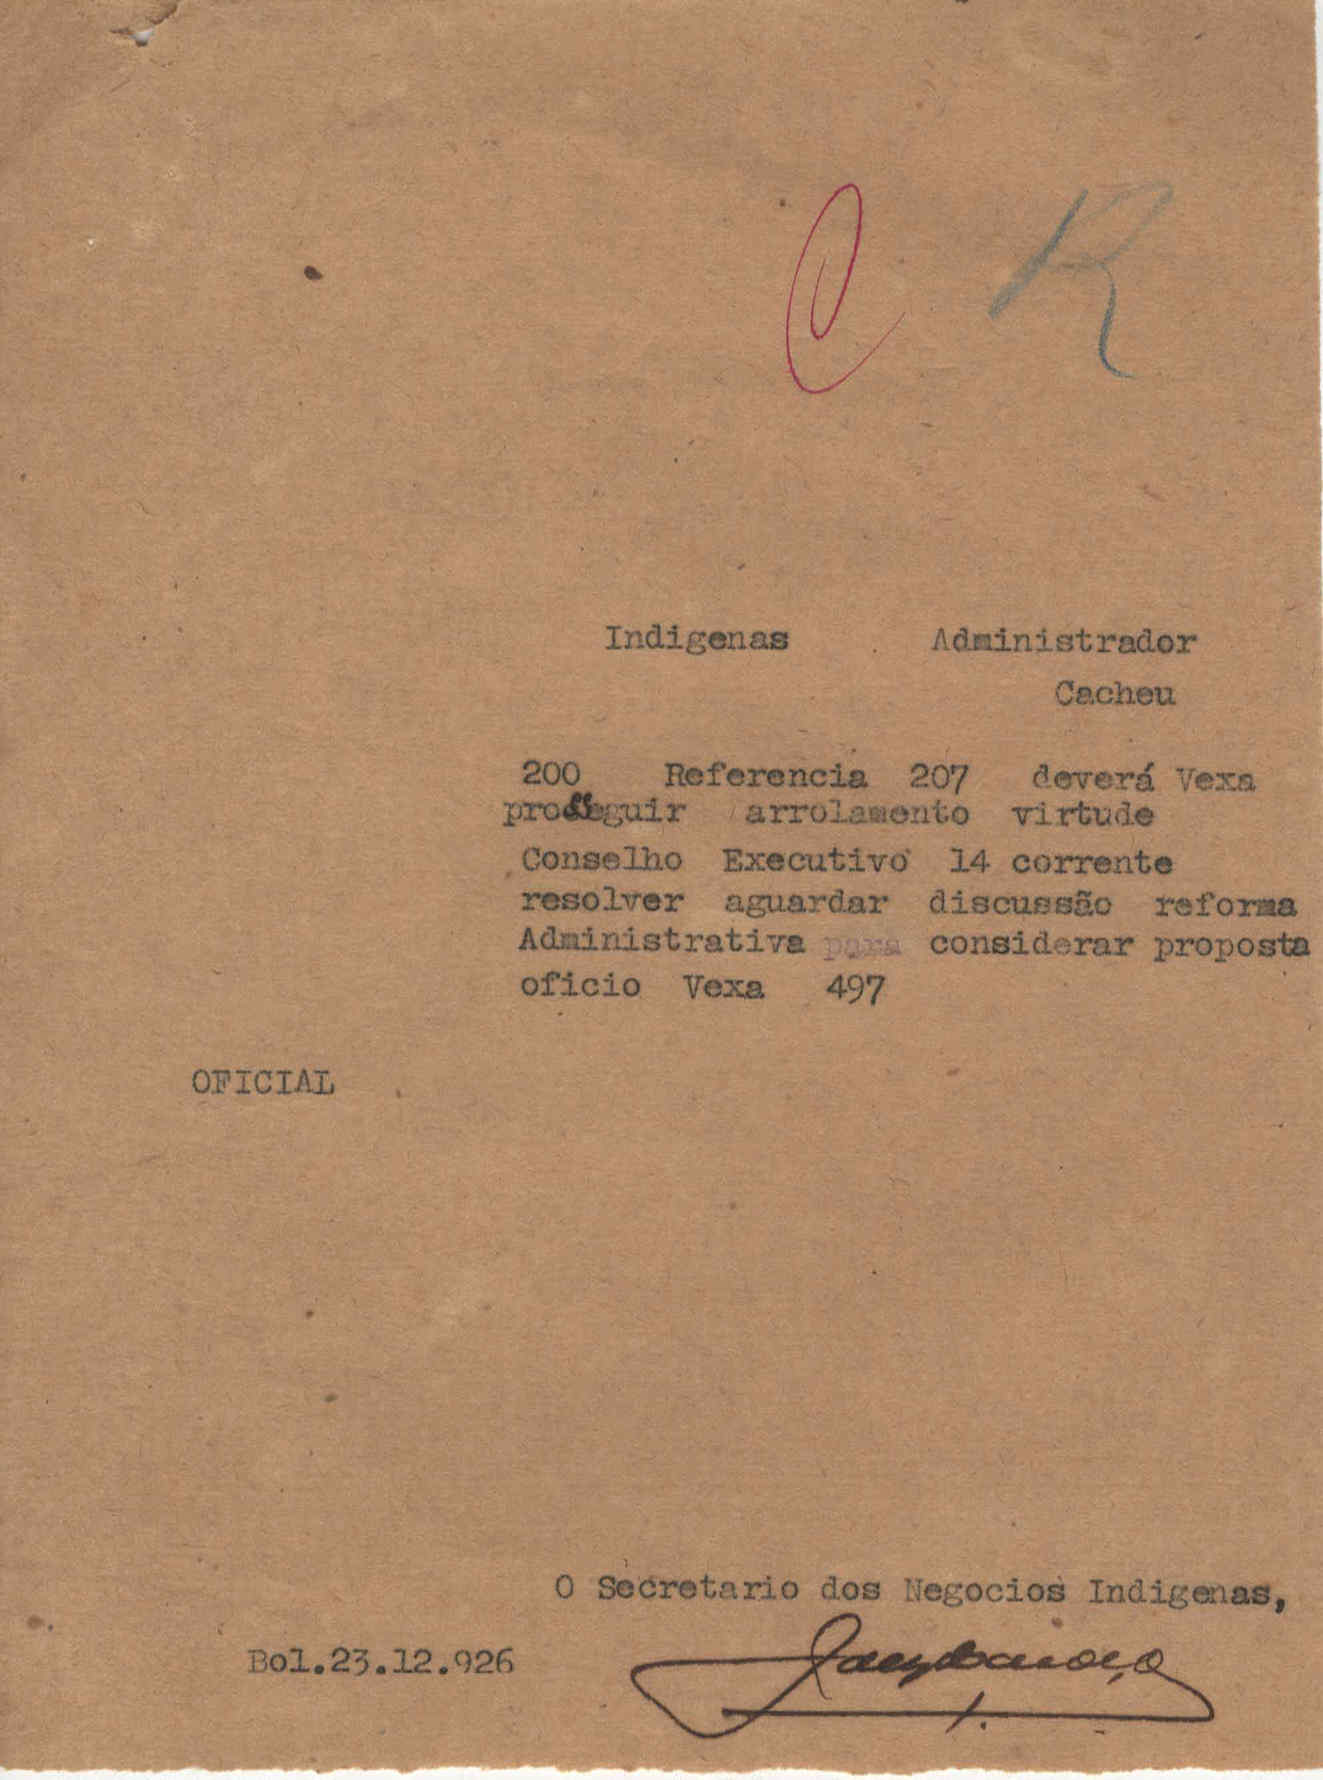 C R
Indigenas Administrador
Cacheu
200 Referencia 207 deverá Vexa
proseguir arrolamento virtude
Conselho Executivo 14 corrente
resolver aguardar discussão reforma
Administrativa para considerar proposta
oficio Vexa 497
OFICIAL
O Secretario dos Negocios Indigenas,
Bol.23.12.926